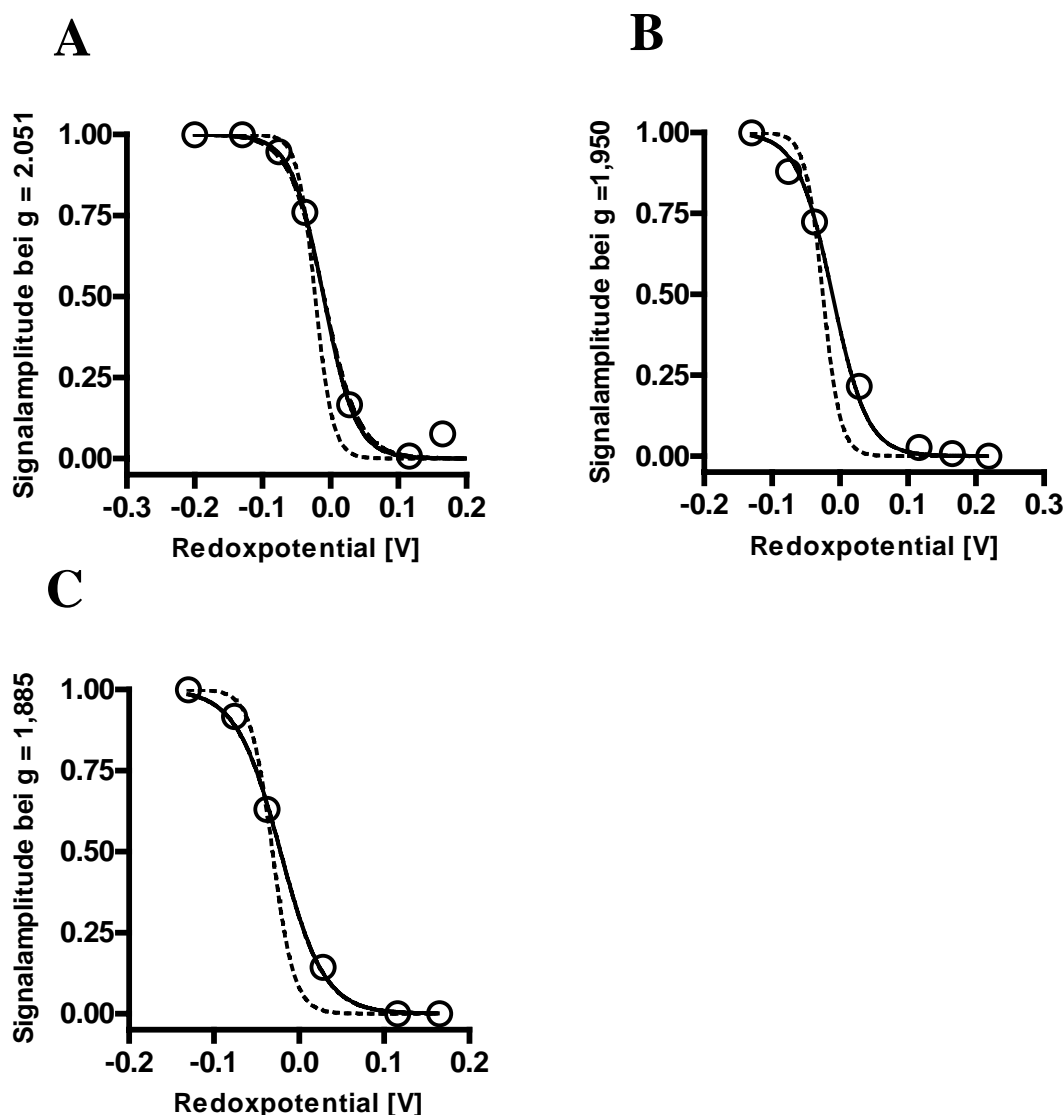 A
Signalamplitude bei g = 2.051
1.00
0.75
0.50
0.25
0.00
-0.3 -0.2 -0.1 0.0 0.1 0.2
Redoxpotential [V]
B
Signalamplitude bei g =1,950
1.00
0.75
0.50
0.25
0.00
-0.2 -0.1 0.0 0.1 0.2 0.3
Redoxpotential [V]
C
Signalamplitude bei g = 1,885
1.00
0.75
0.50
0.25
0.00
-0.2 -0.1 0.0 0.1 0.2
Redoxpotential [V]